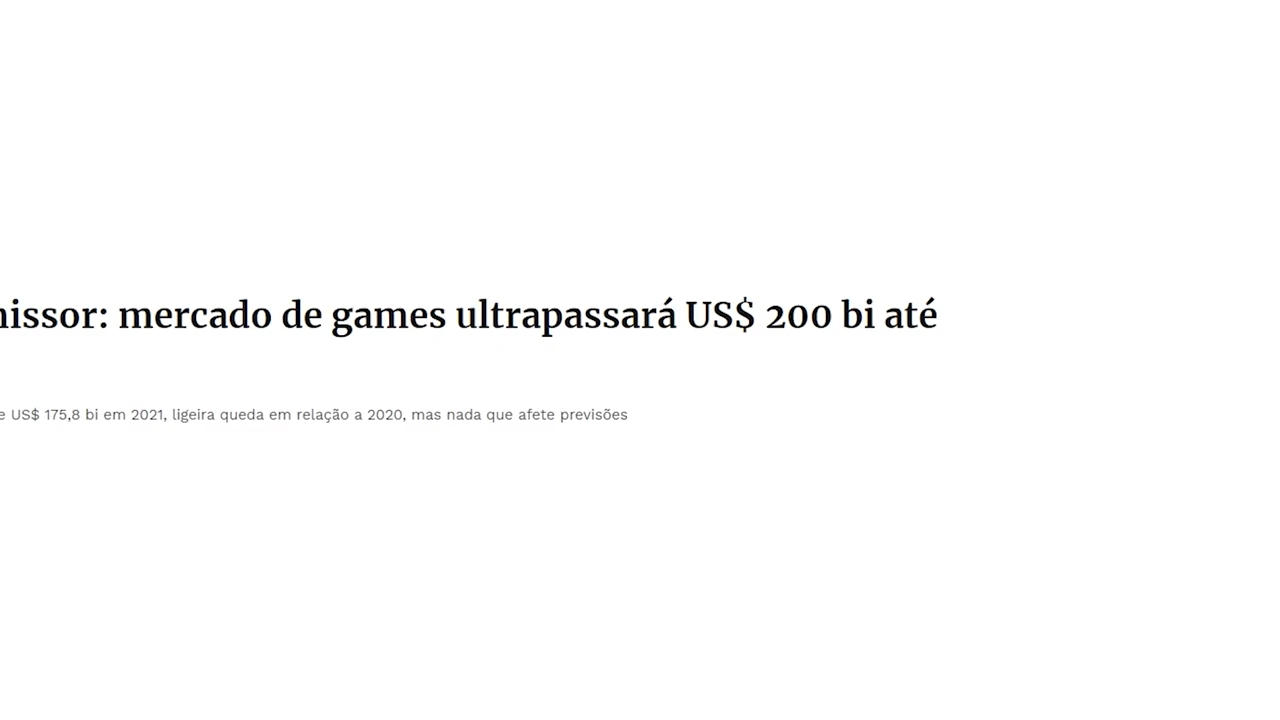 missor: mercado de games ultrapassará US$ 200 bi até
e US$ 175,8 bi em 2021, ligeira queda em relação a 2020, mas nada que afete previsões